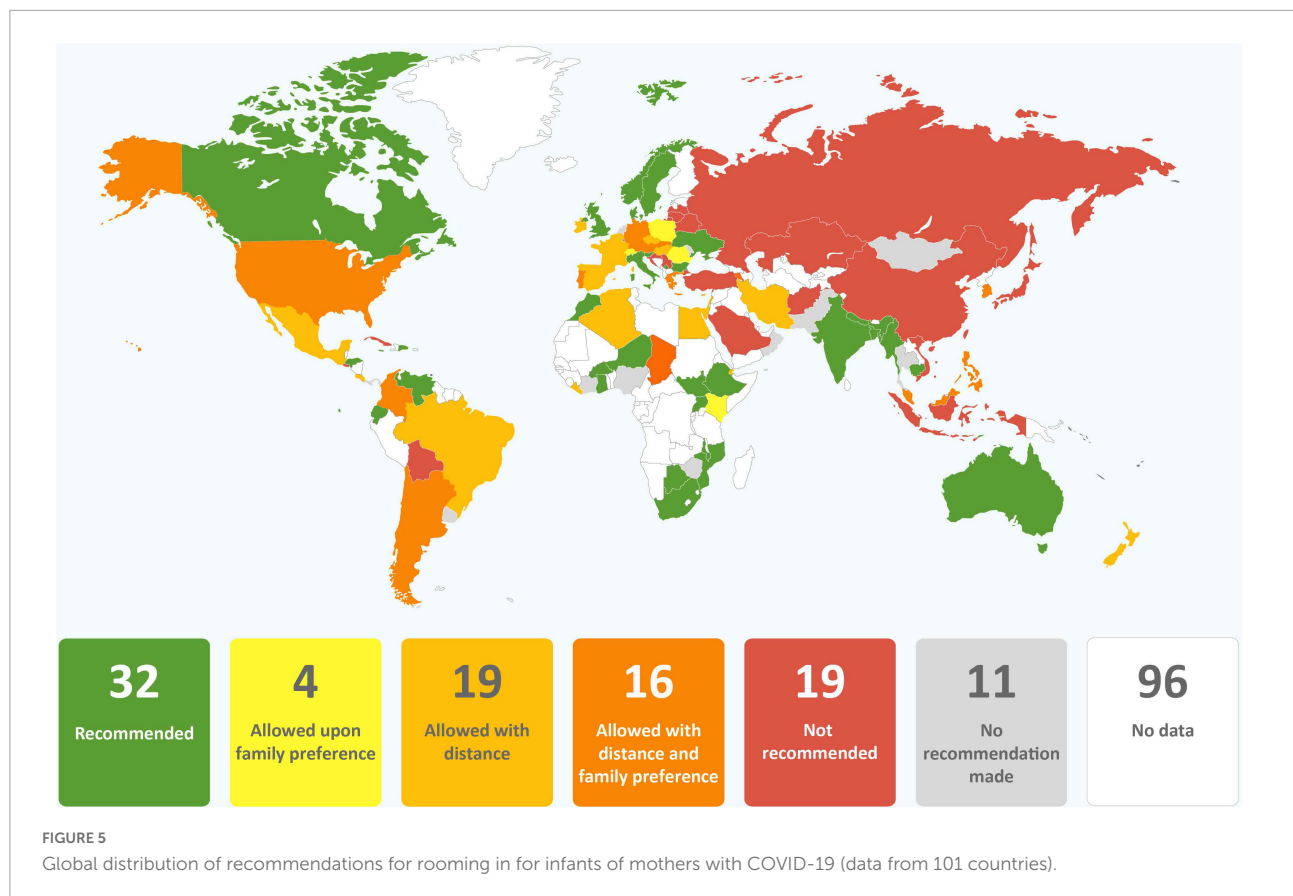 32
Recommended
4
Allowed upon
family preference
19
Allowed with
distance
16
Allowed with
distance and
family preference
19
Not
recommended
11
No
recommendation
made
96
No data
FIGURE 5
Global distribution of recommendations for rooming in for infants of mothers with COVID-19 (data from 101 countries).